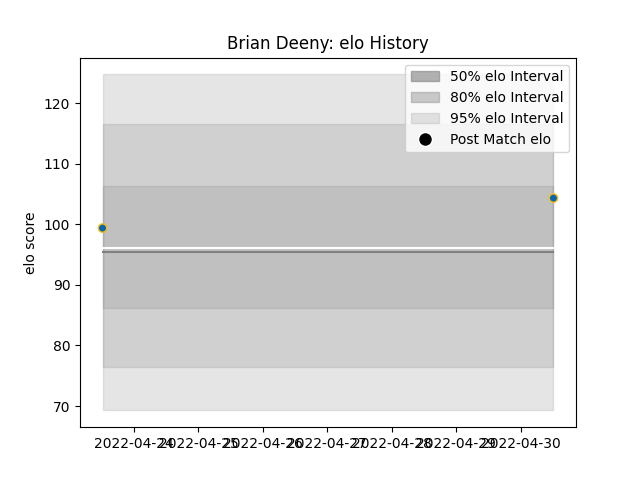 Brian Deeny: elo History
50% elo Interval
80% elo Interval
95% elo Interval
Post Match elo
elo score
120
110
100
90
80
70
2022-04-24 2022-04-25 2022-04-26 2022-04-27 2022-04-28 2022-04-29 2022-04-30